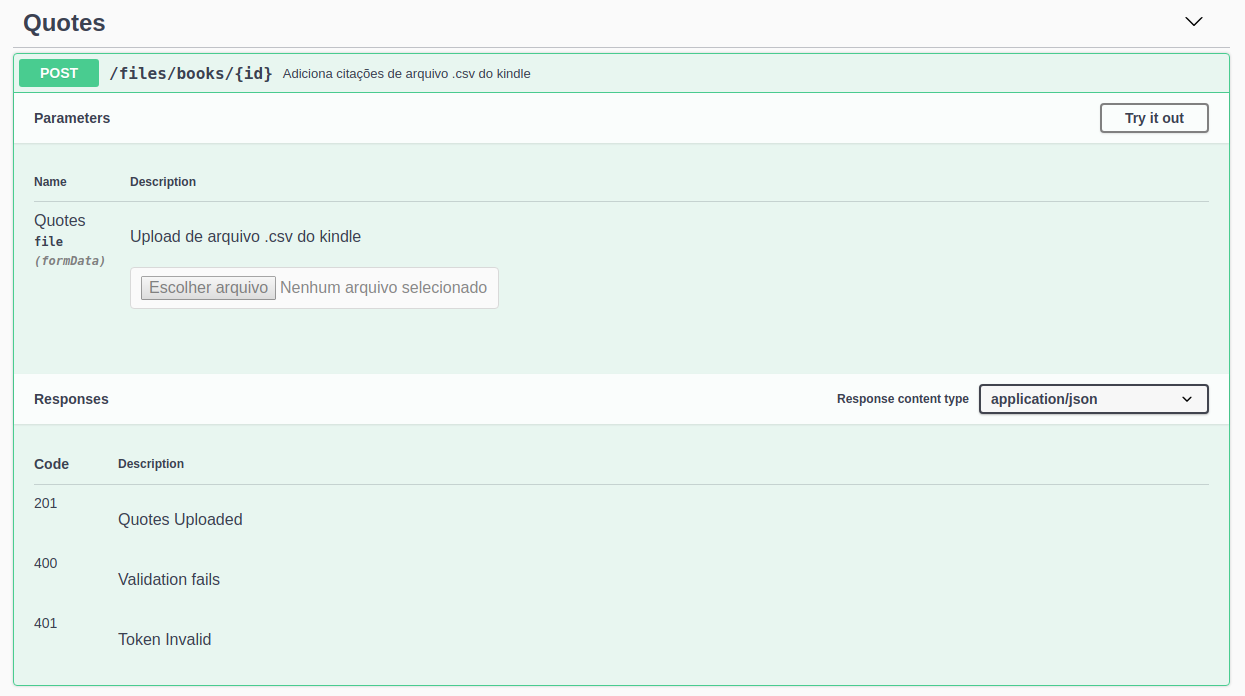 Quotes
POST /files/books/{id} Adiciona citações de arquivo .csv do kindle
Parameters Try it out
Name Description
Quotes
file
(formData)
Upload de arquivo .csv do kindle
Escolher arquivo Nenhum arquivo selecionado
Responses Response content type application/json
Code Description
201
Quotes Uploaded
400
Validation fails
401
Token Invalid